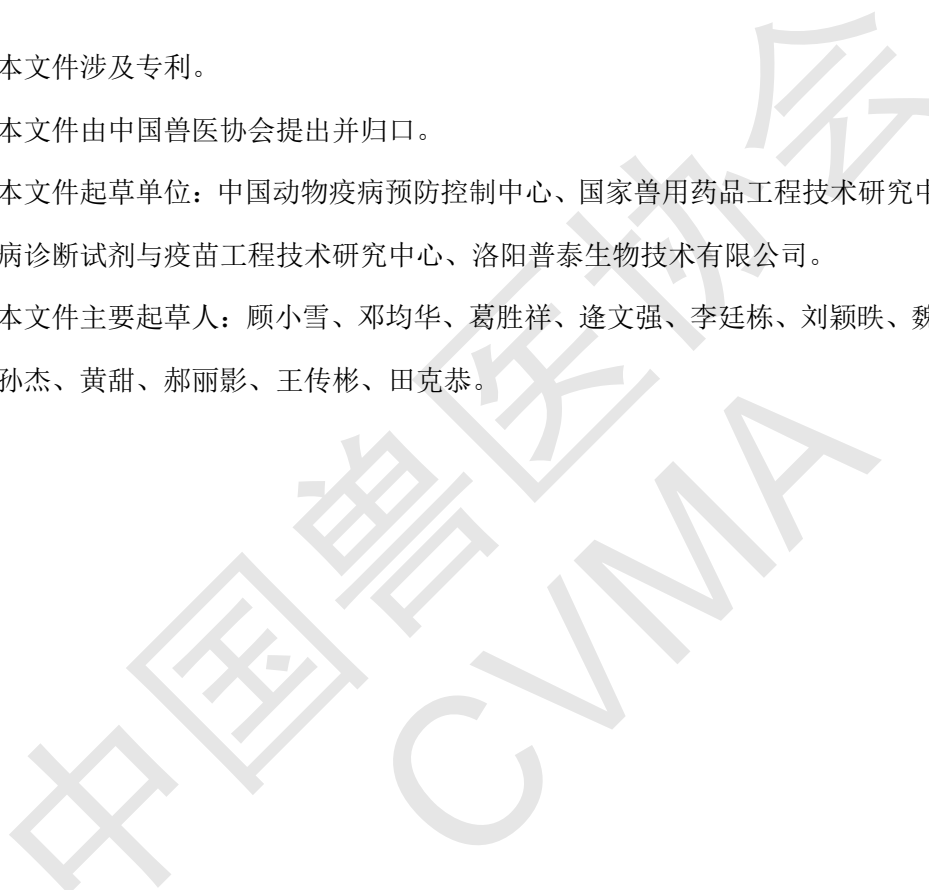 本文件涉及专利。
本文件由中国兽医协会提出并归口。
本文件起草单位：中国动物疫病预防控制中心、国家兽用药品工程技术研究中
病诊断试剂与疫苗工程技术研究中心、洛阳普泰生物技术有限公司。
本文件主要起草人：顾小雪、邓均华、葛胜祥、逄文强、李廷栋、刘颖昳、魏
孙杰、黄甜、郝丽影、王传彬、田克恭。
中国兽医协会
CVMA